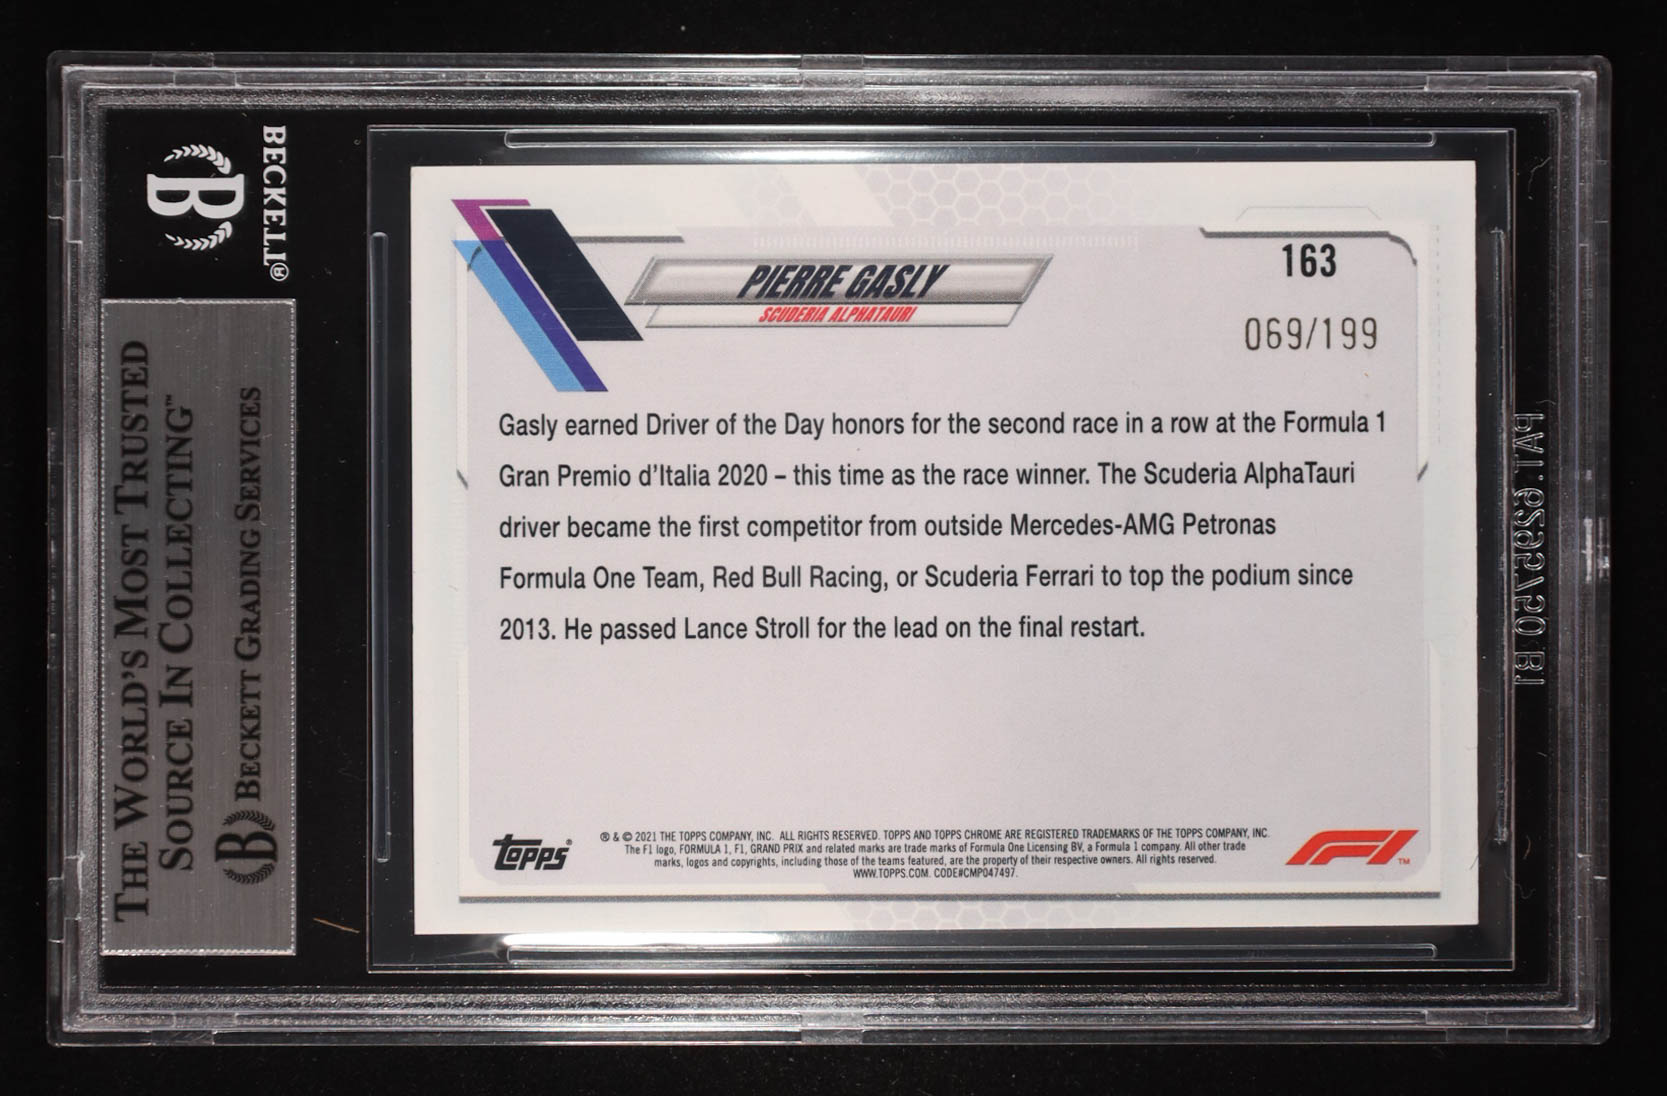 BECKETT®
B
THE WORLD'S MOST TRUSTED
SOURCE IN COLLECTING™
B BECKETT GRADING SERVICES
PIERRE GASLY
SCUDERIA ALPHATAURI
163
069/199
Gasly earned Driver of the Day honors for the second race in a row at the Formula 1
Gran Premio d'Italia 2020 – this time as the race winner. The Scuderia AlphaTauri
driver became the first competitor from outside Mercedes-AMG Petronas
Formula One Team, Red Bull Racing, or Scuderia Ferrari to top the podium since
2013. He passed Lance Stroll for the lead on the final restart.
Topps®
® & © 2021 THE TOPPS COMPANY, INC. ALL RIGHTS RESERVED. TOPPS AND TOPPS CHROME ARE REGISTERED TRADEMARKS OF THE TOPPS COMPANY, INC.
The F1 logo, FORMULA 1, F1, GRAND PRIX and related marks are trade marks of Formula One Licensing BV, a Formula 1 company. All other trade
marks, logos and copyrights, including those of the teams featured, are the property of their respective owners. All rights reserved.
WWW.TOPPS.COM. CODE#CMP047497.
F1™
PAT. 6295750 B1